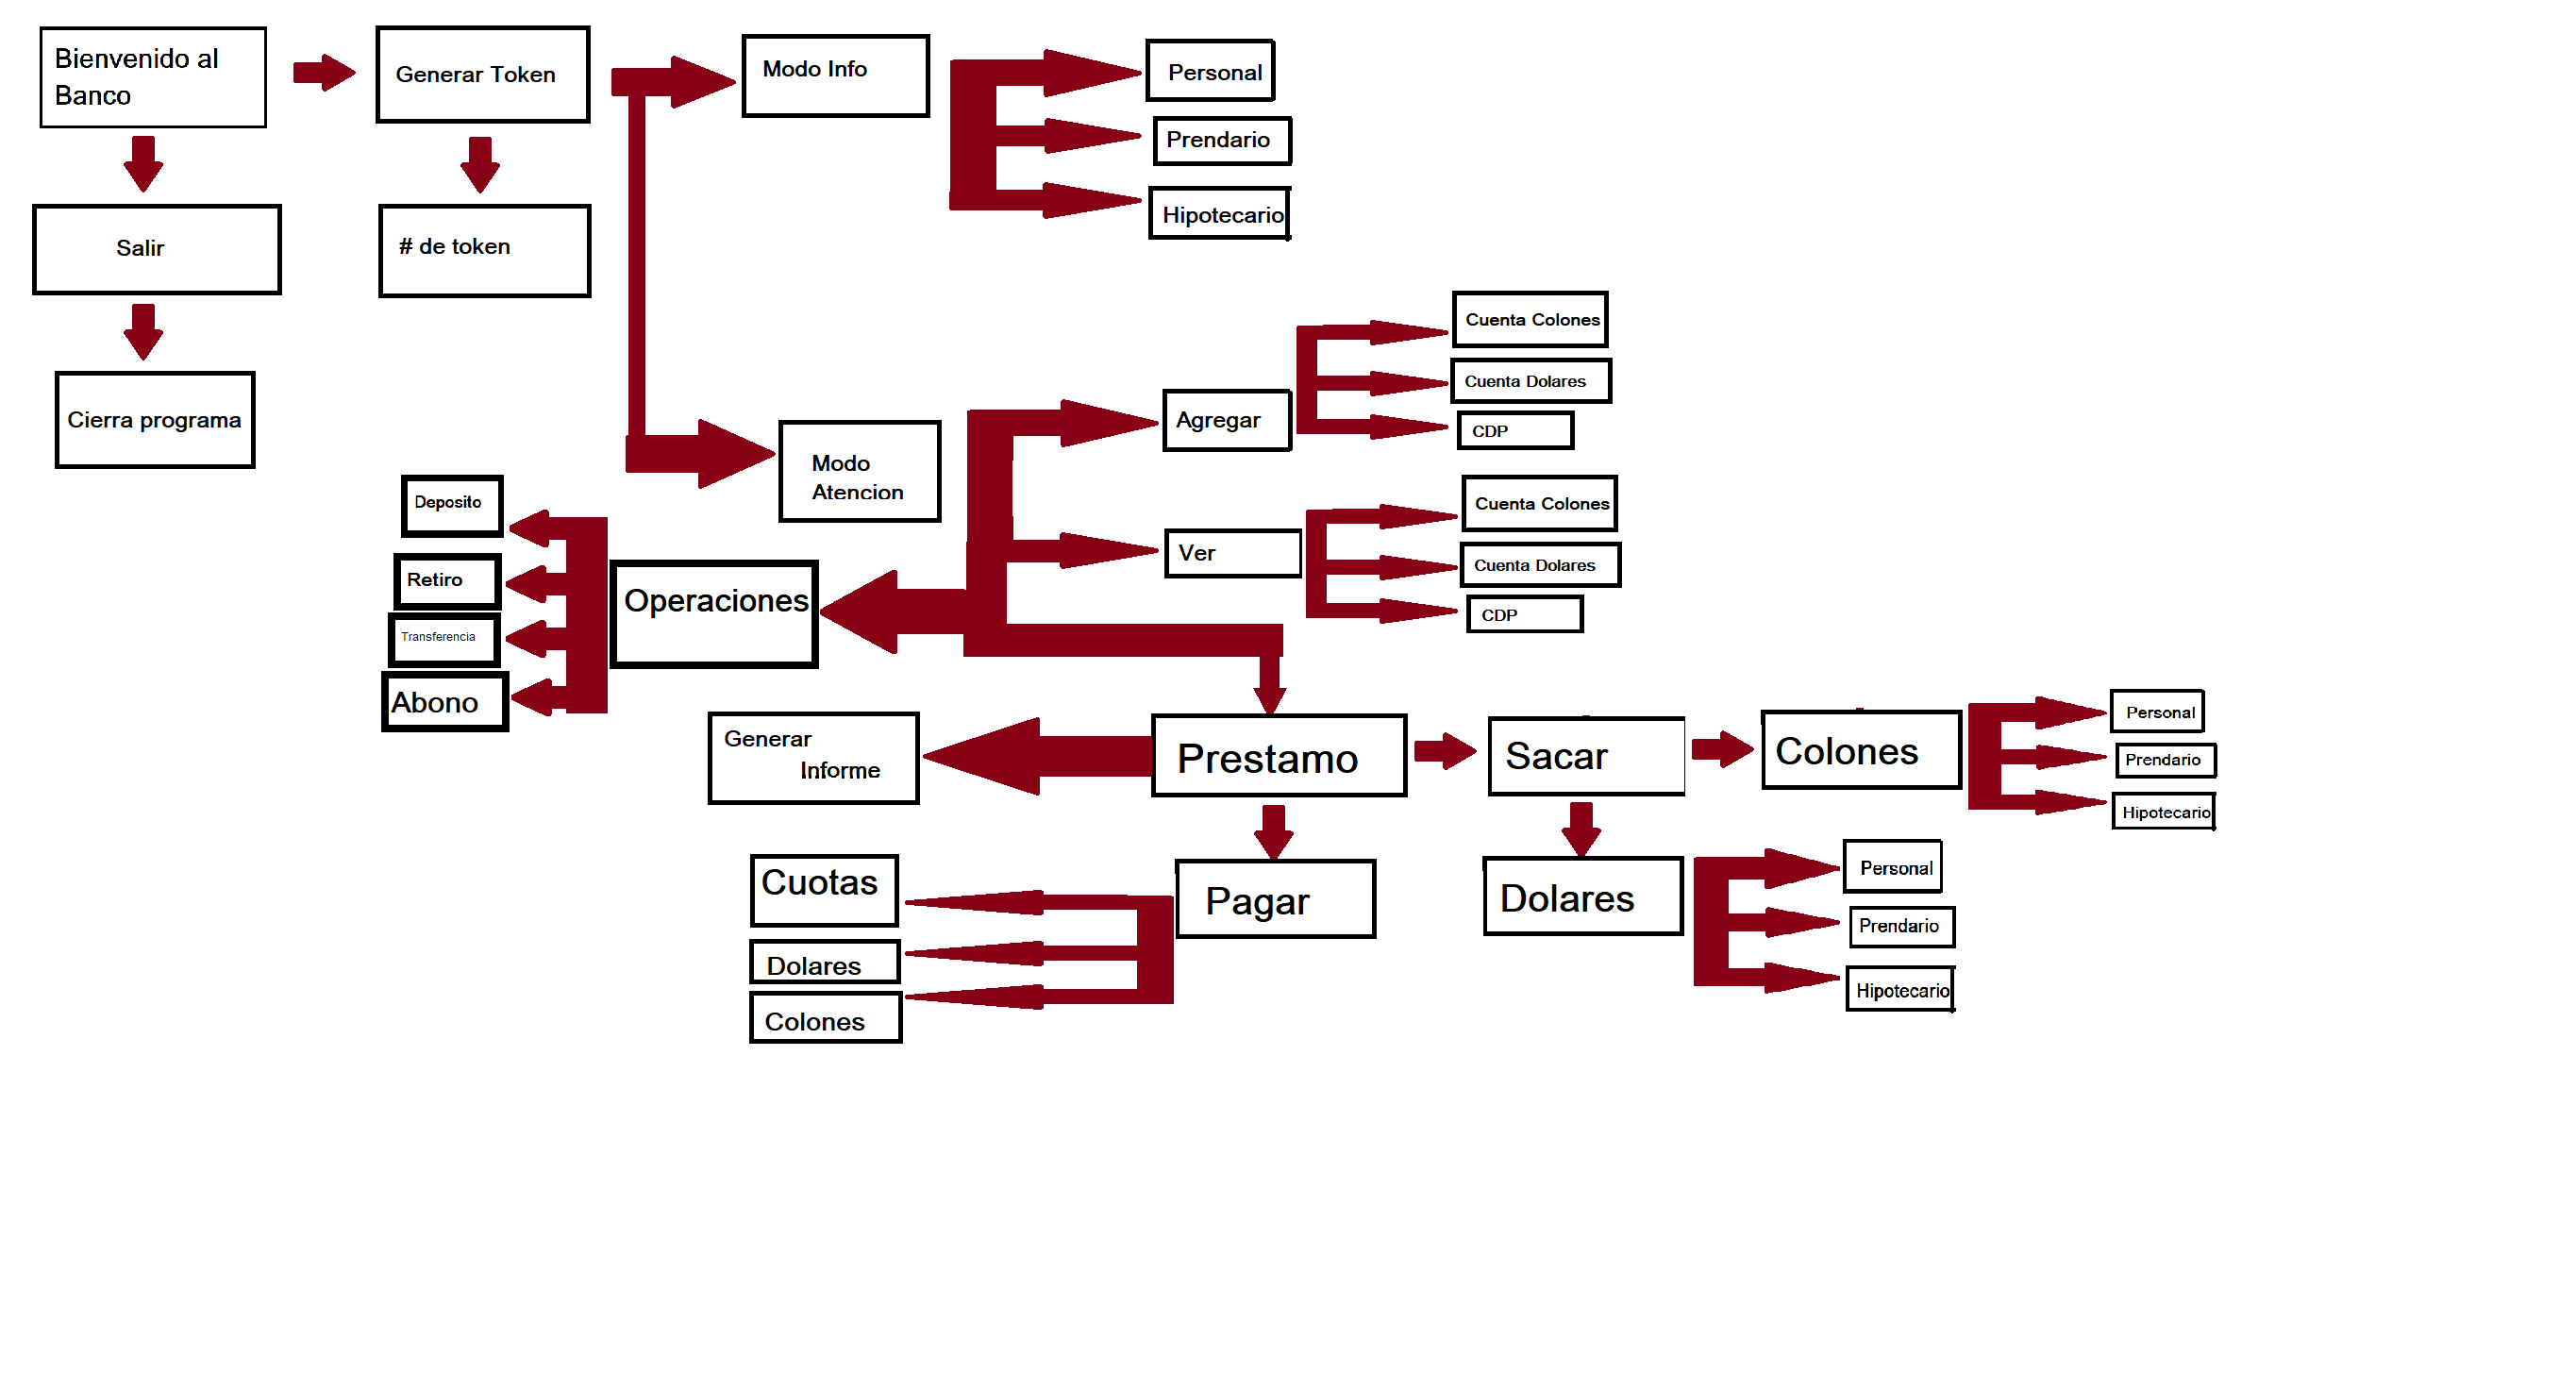 Bienvenido al
Banco
Generar Token
Modo Info
Personal
Prendario
Hipotecario
Salir
# de token
Cierra programa
Modo
Atencion
Agregar
Cuenta Colones
Cuenta Dolares
CDP
Ver
Cuenta Colones
Cuenta Dolares
CDP
Operaciones
Deposito
Retiro
Transferencia
Abono
Generar
Informe
Prestamo
Sacar
Colones
Personal
Prendario
Hipotecario
Pagar
Cuotas
Dolares
Colones
Dolares
Personal
Prendario
Hipotecario